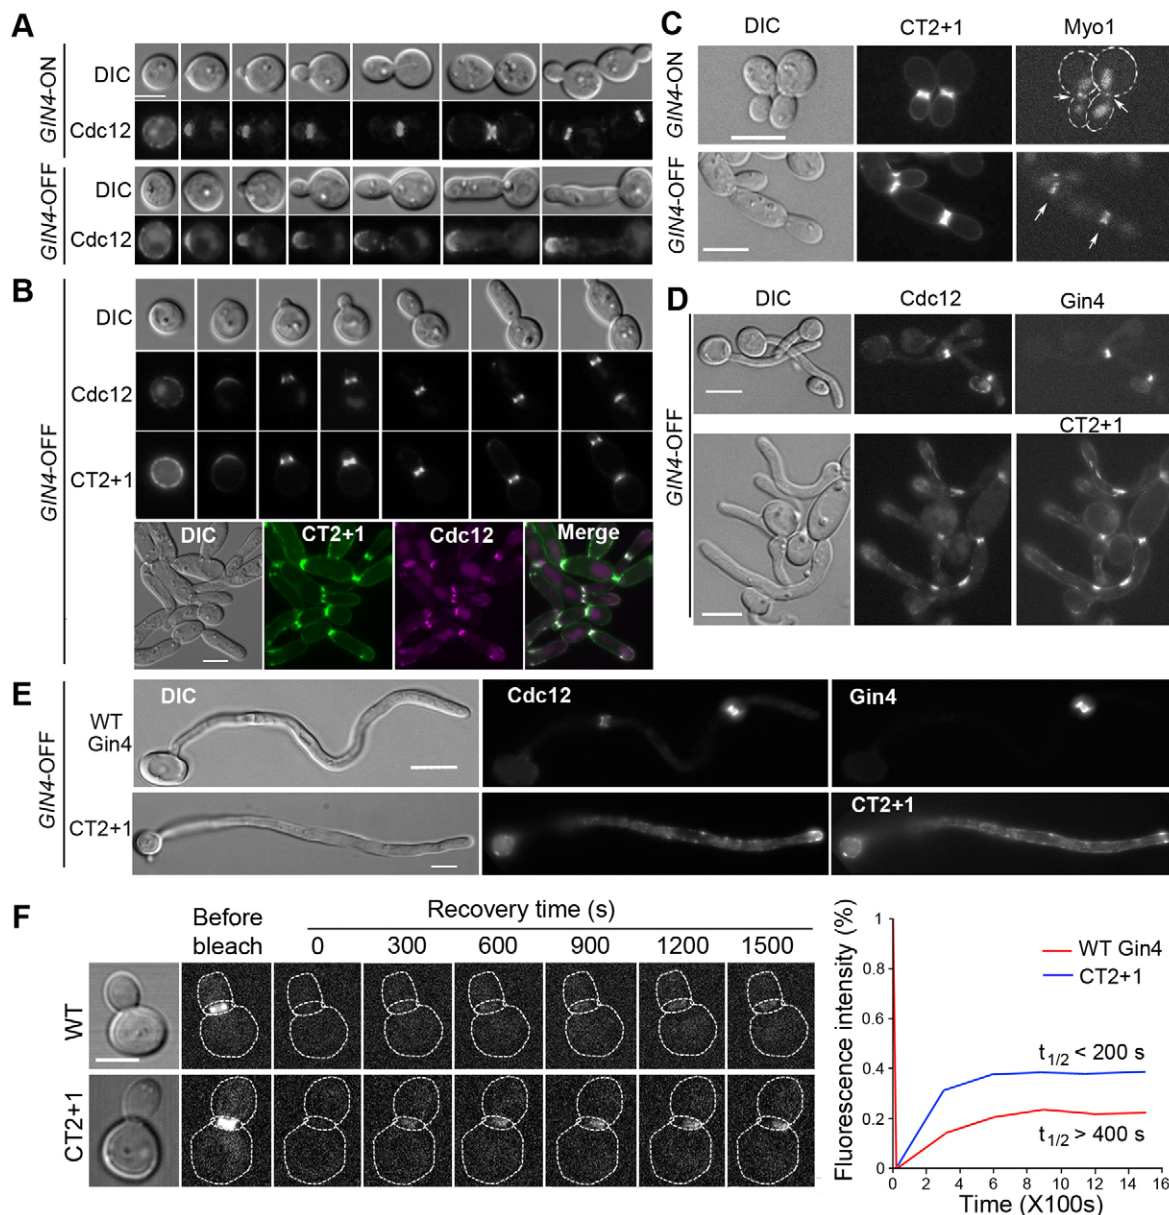 A
GIN4-ON
DIC
Cdc12
GIN4-OFF
DIC
Cdc12
B
GIN4-OFF
DIC
Cdc12
CT2+1
DIC
CT2+1
Cdc12
Merge
C
DIC
CT2+1
Myo1
GIN4-ON
GIN4-OFF
D
DIC
Cdc12
Gin4
GIN4-OFF
CT2+1
E
GIN4-OFF
WT
Gin4
DIC
Cdc12
Gin4
CT2+1
CT2+1
F
Before
bleach
Recovery time (s)
0 300 600 900 1200 1500
WT
CT2+1
Fluorescence intensity (%)
1
0.8
0.6
0.4
0.2
0
WT Gin4
CT2+1
t1/2 < 200 s
t1/2 > 400 s
0 2 4 6 8 10 12 14 16
Time (X100s)